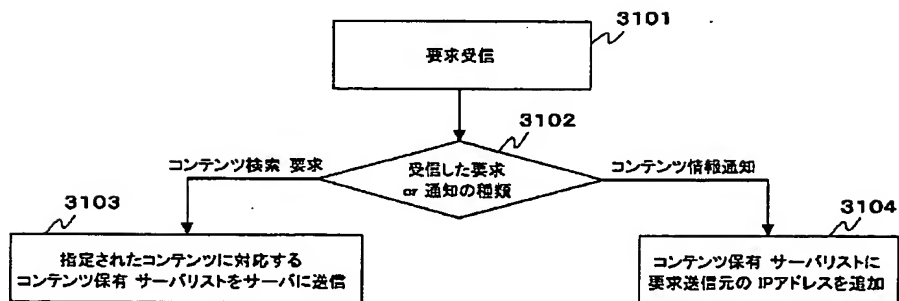 3101
要求受信
3102
コンテンツ検索 要求
受信した要求
or 通知の種類
コンテンツ情報通知
3103
指定されたコンテンツに対応する
コンテンツ保有 サーバリストをサーバに送信
3104
コンテンツ保有 サーバリストに
要求送信元の IPアドレスを追加